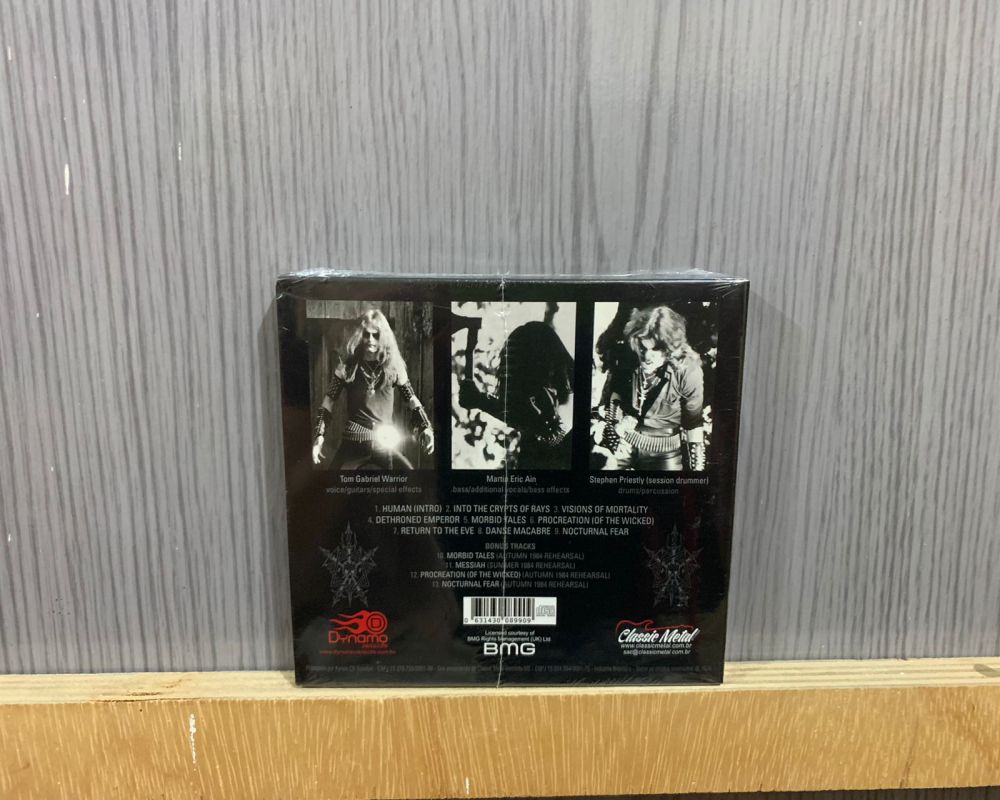 Tom Gabriel Warrior
voice/guitars/special effects
Martin Eric Ain
bass/additional vocals/bass effects
Stephen Priestly (session drummer)
drums/percussion
1. HUMAN (INTRO) 2. INTO THE CRYPTS OF RAYS 3. VISIONS OF MORTALITY
4. DETHRONED EMPEROR 5. MORBID TALES 6. PROCREATION (OF THE WICKED)
7. RETURN TO THE EVE 8. DANSE MACABRE 9. NOCTURNAL FEAR
BONUS TRACKS
10. MORBID TALES (AUTUMN 1984 REHEARSAL)
11. MESSIAH (SUMMER 1984 REHEARSAL)
12. PROCREATION (OF THE WICKED) (AUTUMN 1984 REHEARSAL)
13. NOCTURNAL FEAR (AUTUMN 1984 REHEARSAL)
0 631430 089909
Dynamo
records
Licensed courtesy of
BMG Rights Management (UK) Ltd
BMG
Classic Metal
www.classicmetal.com.br
sac@classicmetal.com.br